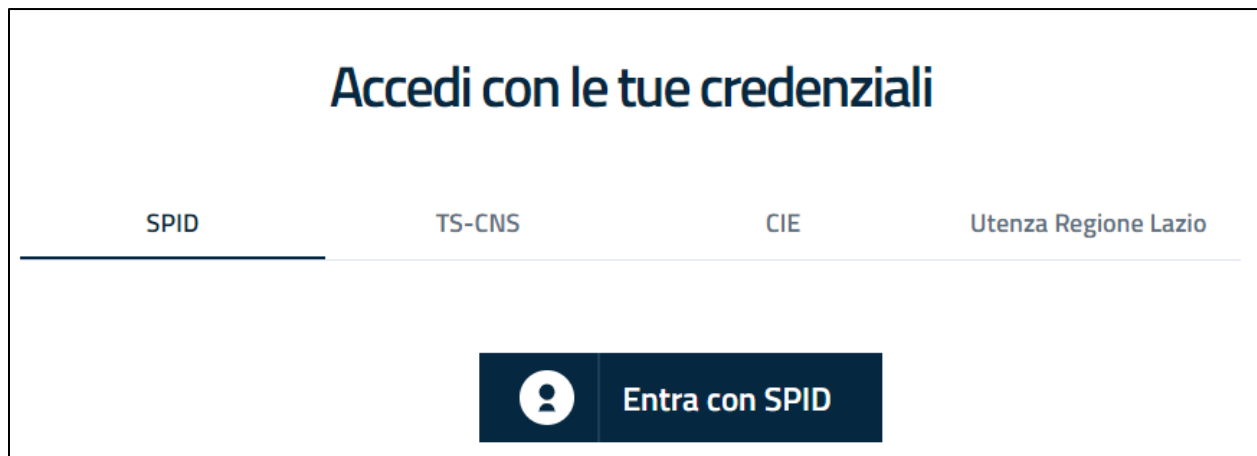 Accedi con le tue credenziali
SPID TS-CNS CIE Utenza Regione Lazio
Entra con SPID